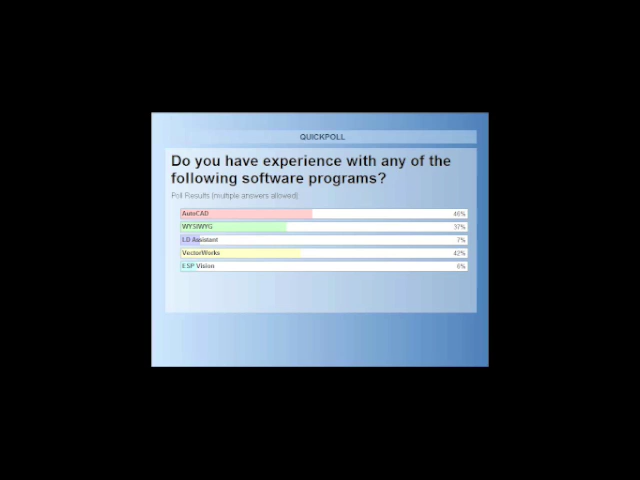 QUICKPOLL
Do you have experience with any of the
following software programs?
Poll Results (multiple answers allowed)
AutoCAD 46%
WYSIWYG 37%
LD Assistant 7%
VectorWorks 42%
ESP Vision 6%